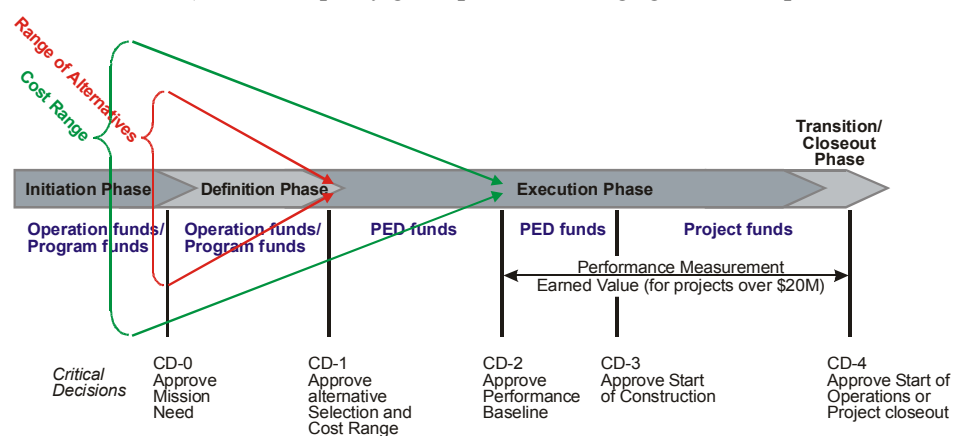 Range of Alternatives
Cost Range
Transition/
Closeout
Phase
Initiation Phase
Definition Phase
Execution Phase
Operation funds/
Program funds
Operation funds/
Program funds
PED funds
PED funds
Project funds
Performance Measurement
Earned Value (for projects over $20M)
Critical
Decisions
CD-0
Approve
Mission
Need
CD-1
Approve
alternative
Selection and
Cost Range
CD-2
Approve
Performance
Baseline
CD-3
Approve Start
of Construction
CD-4
Approve Start of
Operations or
Project closeout